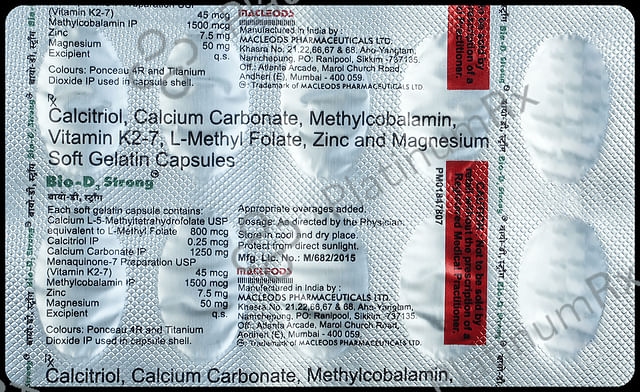 (Vitamin K2-7) 45 mcg
Methylcobalamin IP 1500 mcg
Zinc 7.5 mg
Magnesium 50 mg
Excipient q.s.
Colours: Ponceau 4R and Titanium
Dioxide IP used in capsule shell.
MACLEODS
Manufactured in India by :
MACLEODS PHARMACEUTICALS LTD.
Khasra No. 21,22,66,67 & 68, Aho-Yangtam,
Namchepung, PO: Ranipool, Sikkim -737135.
Off.: Atlanta Arcade, Marol Church Road,
Andheri (E), Mumbai - 400 059.
® Trademark of MACLEODS PHARMACEUTICALS LTD.
Rx
Calcitriol, Calcium Carbonate, Methylcobalamin,
Vitamin K2-7, L-Methyl Folate, Zinc and Magnesium
Soft Gelatin Capsules
Bio-D3 Strong®
बायो-डी3 स्ट्राँग
Each soft gelatin capsule contains:
Calcium L-5-Methyltetrahydrofolate USP
equivalent to L-Methyl Folate 800 mcg
Calcitriol IP 0.25 mcg
Calcium Carbonate IP 1250 mg
Menaquinone-7 Preparation USP
(Vitamin K2-7) 45 mcg
Methylcobalamin IP 1500 mcg
Zinc 7.5 mg
Magnesium 50 mg
Excipient q.s.
Colours: Ponceau 4R and Titanium
Dioxide IP used in capsule shell.
Appropriate overages added.
Dosage: As directed by the Physician.
Store in cool and dry place.
Protect from direct sunlight.
Mfg. Lic. No.: M/682/2015
MACLEODS
Manufactured in India by :
MACLEODS PHARMACEUTICALS LTD.
Khasra No. 21,22,66,67 & 68, Aho-Yangtam,
Namchepung, PO: Ranipool, Sikkim -737135.
Off.: Atlanta Arcade, Marol Church Road,
Andheri (E), Mumbai - 400 059.
® Trademark of MACLEODS PHARMACEUTICALS LTD.
PM01847807
CAUTION: Not to be sold by
retail without the prescription of a
Registered Medical Practitioner.
Rx
Calcitriol, Calcium Carbonate, Methylcobalamin,
PlatinumRx